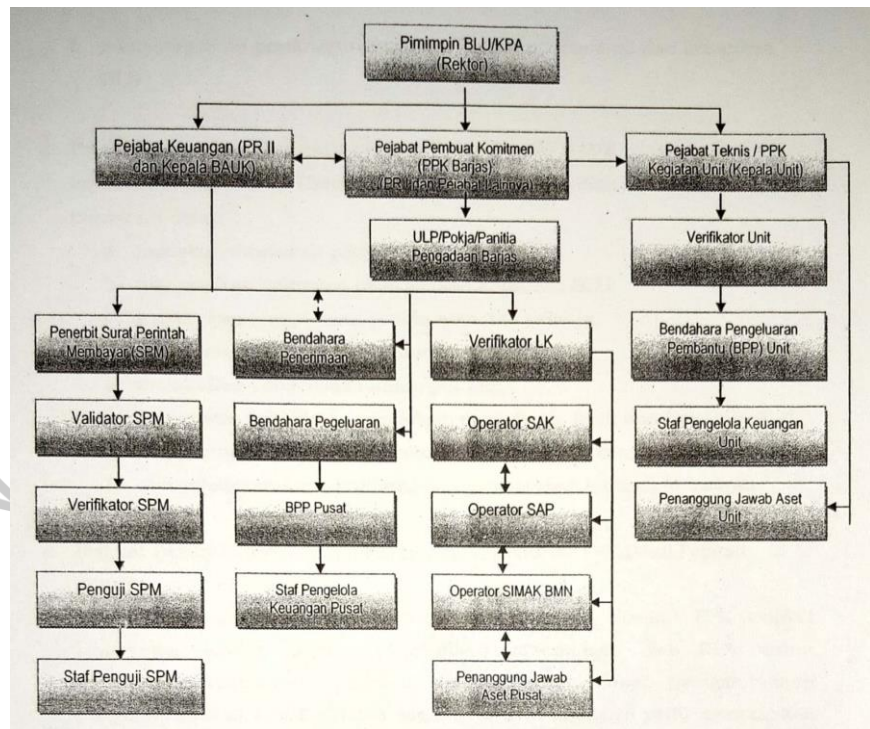 Pimimpin BLU/KPA
(Rektor)
Pejabat Keuangan (PR II
dan Kepala BAUK)
Pejabat Pembuat Komitmen
(PPK Barjas)
dan Pejabat Lainnya)
Pejabat Teknis / PPK
Kegiatan Unit (Kepala Unit)
ULP/Pokja/Panitia
Pengadaan Barjas
Verifikator Unit
Penerbit Surat Perintah
Membayar (SPM)
Bendahara
Penerimaan
Verifikator LK
Bendahara Pengeluaran
Pembantu (BPP) Unit
Validator SPM
Bendahara Pegeluaran
Operator SAK
Staf Pengelola Keuangan
Unit
Verifikator SPM
BPP Pusat
Operator SAP
Penanggung Jawab Aset
Unit
Penguji SPM
Staf Pengelola
Keuangan Pusat
Operator SIMAK BMN
Staf Penguji SPM
Penanggung Jawab
Aset Pusat